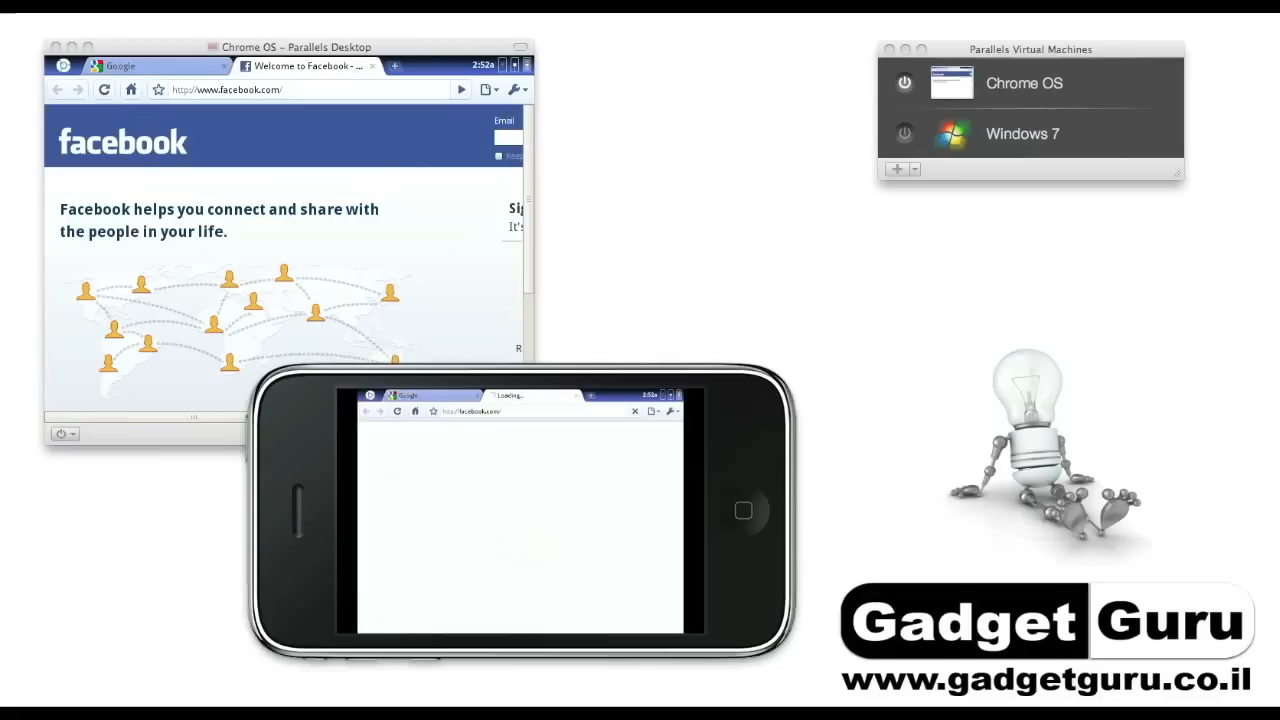 Chrome OS – Parallels Desktop
Google
Welcome to Facebook - ...
2:52a
http://www.facebook.com/
facebook
Email
Keep
Facebook helps you connect and share with
the people in your life.
Sig
It's
R
Parallels Virtual Machines
Chrome OS
Windows 7
Google
Loading...
2:52a
http://facebook.com/
Gadget Guru
www.gadgetguru.co.il